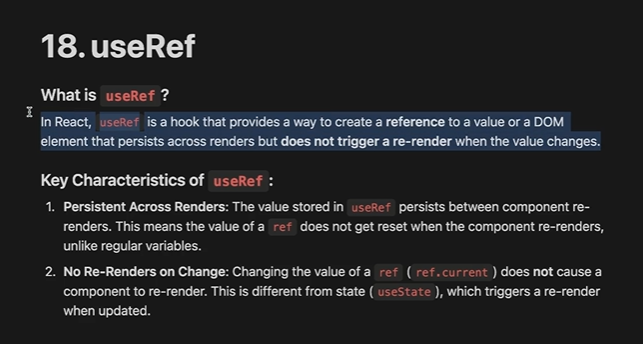 18. useRef
What is useRef ?
In React, useRef is a hook that provides a way to create a reference to a value or a DOM
element that persists across renders but does not trigger a re-render when the value changes.
Key Characteristics of useRef :
1. Persistent Across Renders: The value stored in useRef persists between component re-
renders. This means the value of a ref does not get reset when the component re-renders,
unlike regular variables.
2. No Re-Renders on Change: Changing the value of a ref ( ref.current ) does not cause a
component to re-render. This is different from state ( useState ), which triggers a re-render
when updated.